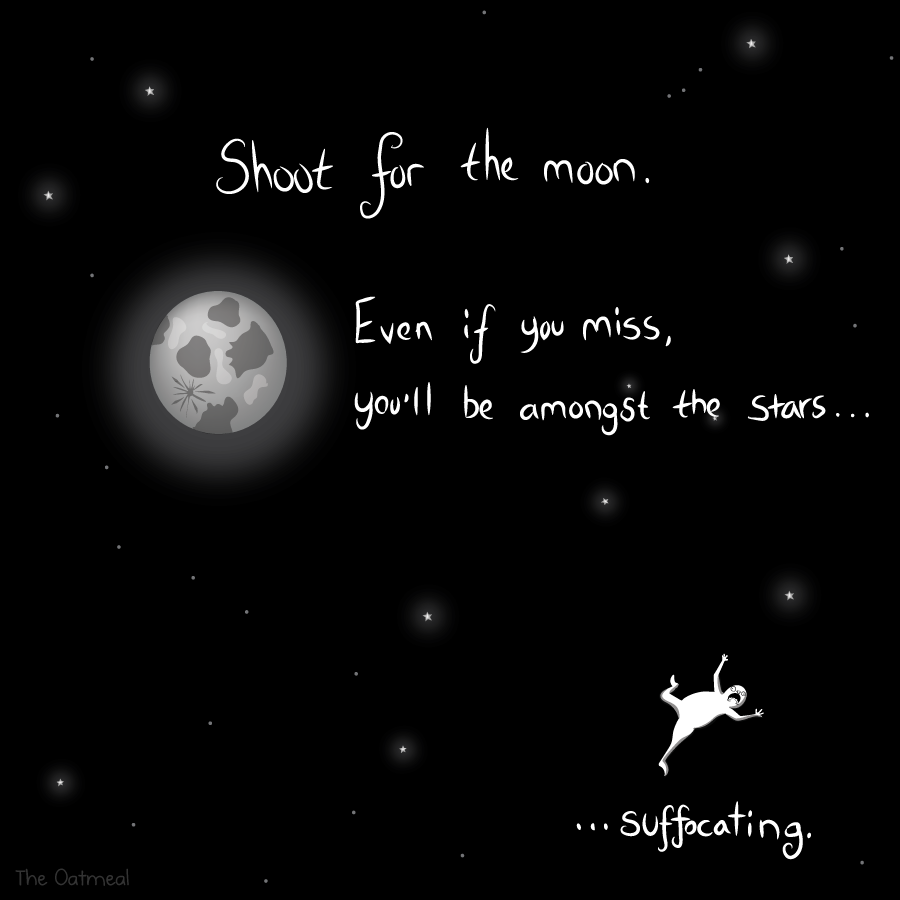 Shoot for the moon.
Even if you miss,
you'll be amongst the stars...
...suffocating.
The Oatmeal